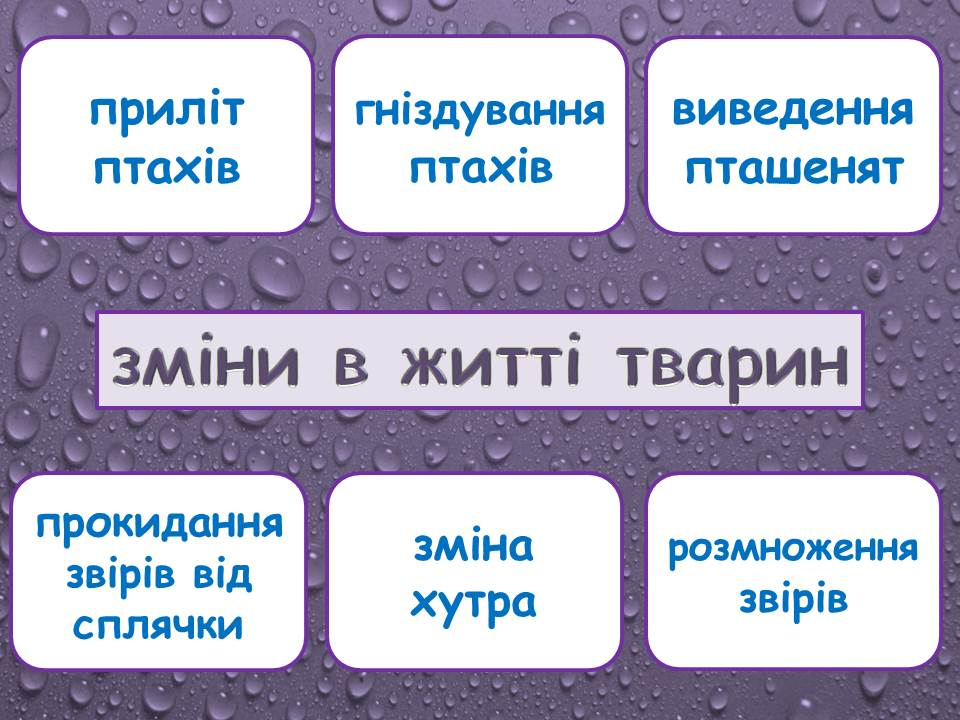 приліт
птахів
гніздування
птахів
виведення
пташенят
зміни в житті тварин
прокидання
звірів від
сплячки
зміна
хутра
розмноження
звірів